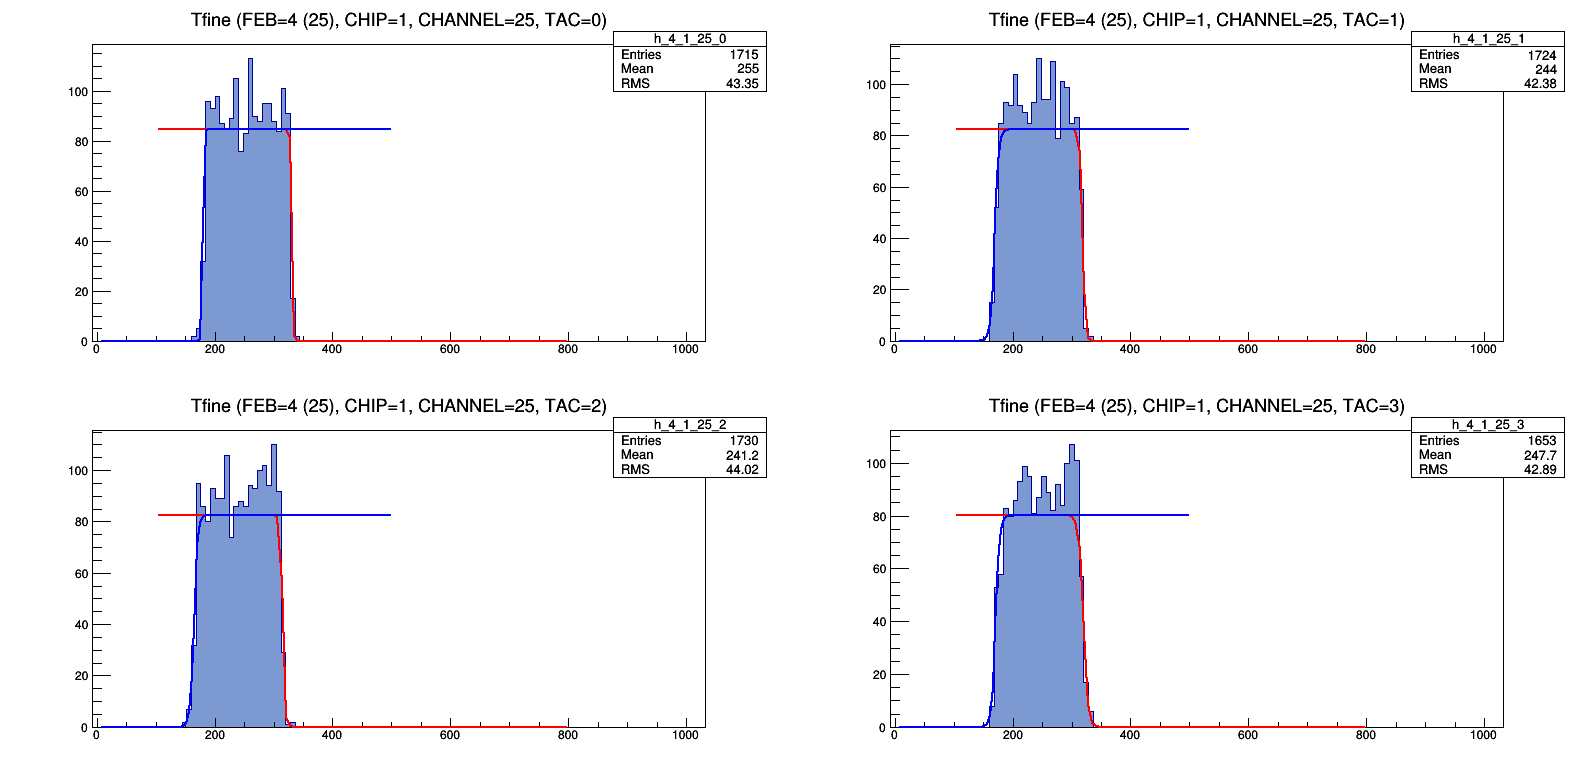 Tfine (FEB=4 (25), CHIP=1, CHANNEL=25, TAC=0)
h_4_1_25_0
Entries 1715
Mean 255
RMS 43.35
100
80
60
40
20
0
0 200 400 600 800 1000
Tfine (FEB=4 (25), CHIP=1, CHANNEL=25, TAC=1)
h_4_1_25_1
Entries 1724
Mean 244
RMS 42.38
100
80
60
40
20
0
0 200 400 600 800 1000
Tfine (FEB=4 (25), CHIP=1, CHANNEL=25, TAC=2)
h_4_1_25_2
Entries 1730
Mean 241.2
RMS 44.02
100
80
60
40
20
0
0 200 400 600 800 1000
Tfine (FEB=4 (25), CHIP=1, CHANNEL=25, TAC=3)
h_4_1_25_3
Entries 1653
Mean 247.7
RMS 42.89
100
80
60
40
20
0
0 200 400 600 800 1000